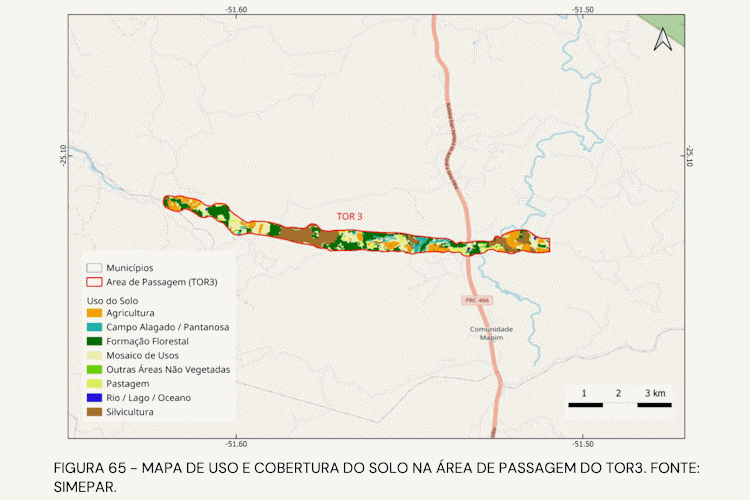 -51.60
-51.50
-25.10
-25.10
TOR 3
PRC-466
Comunidade
Magim
Municípios
Area de Passagem (TOR3)
Uso do Solo
Agricultura
Campo Alagado / Pantanosa
Formação Florestal
Mosaico de Usos
Outras Áreas Não Vegetadas
Pastagem
Rio / Lago / Oceano
Silvicultura
1 2 3 km
-51.60
-51.50
FIGURA 65 - MAPA DE USO E COBERTURA DO SOLO NA ÁREA DE PASSAGEM DO TOR3. FONTE:
SIMEPAR.